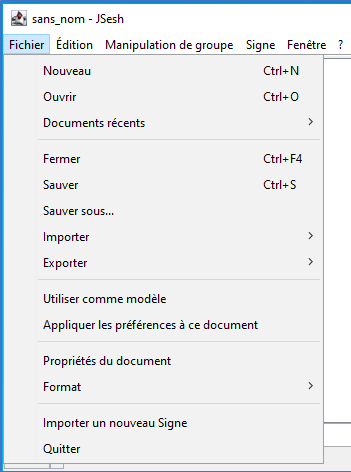 sans_nom - JSesh
Fichier Édition Manipulation de groupe Signe Fenêtre ?
Nouveau Ctrl+N
Ouvrir Ctrl+O
Documents récents
Fermer Ctrl+F4
Sauver Ctrl+S
Sauver sous...
Importer
Exporter
Utiliser comme modèle
Appliquer les préférences à ce document
Propriétés du document
Format
Importer un nouveau Signe
Quitter